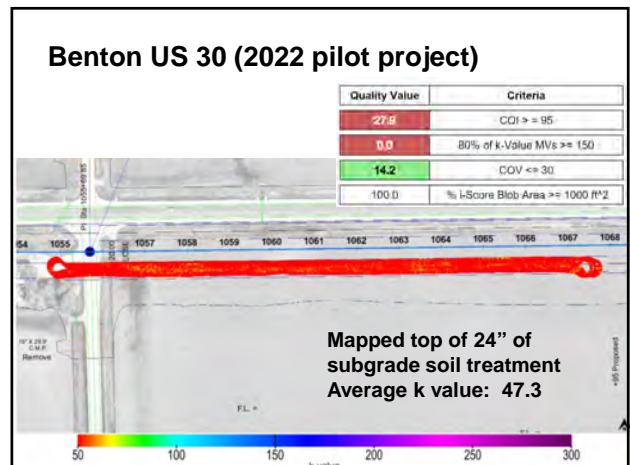 Benton US 30 (2022 pilot project)
Quality Value Criteria
27.9 CQI > = 95
0.0 80% of k-Value MVs >= 150
14.2 COV <= 30
100.0 % i-Score Blob Area >= 1000 ft^2
1055 1057 1058 1059 1060 1061 1062 1063 1064 1065 1066 1067 1068
Remove
Mapped top of 24” of
subgrade soil treatment
Average k value: 47.3
+95 Proposed
F.L. =
50 100 150 200 250 300